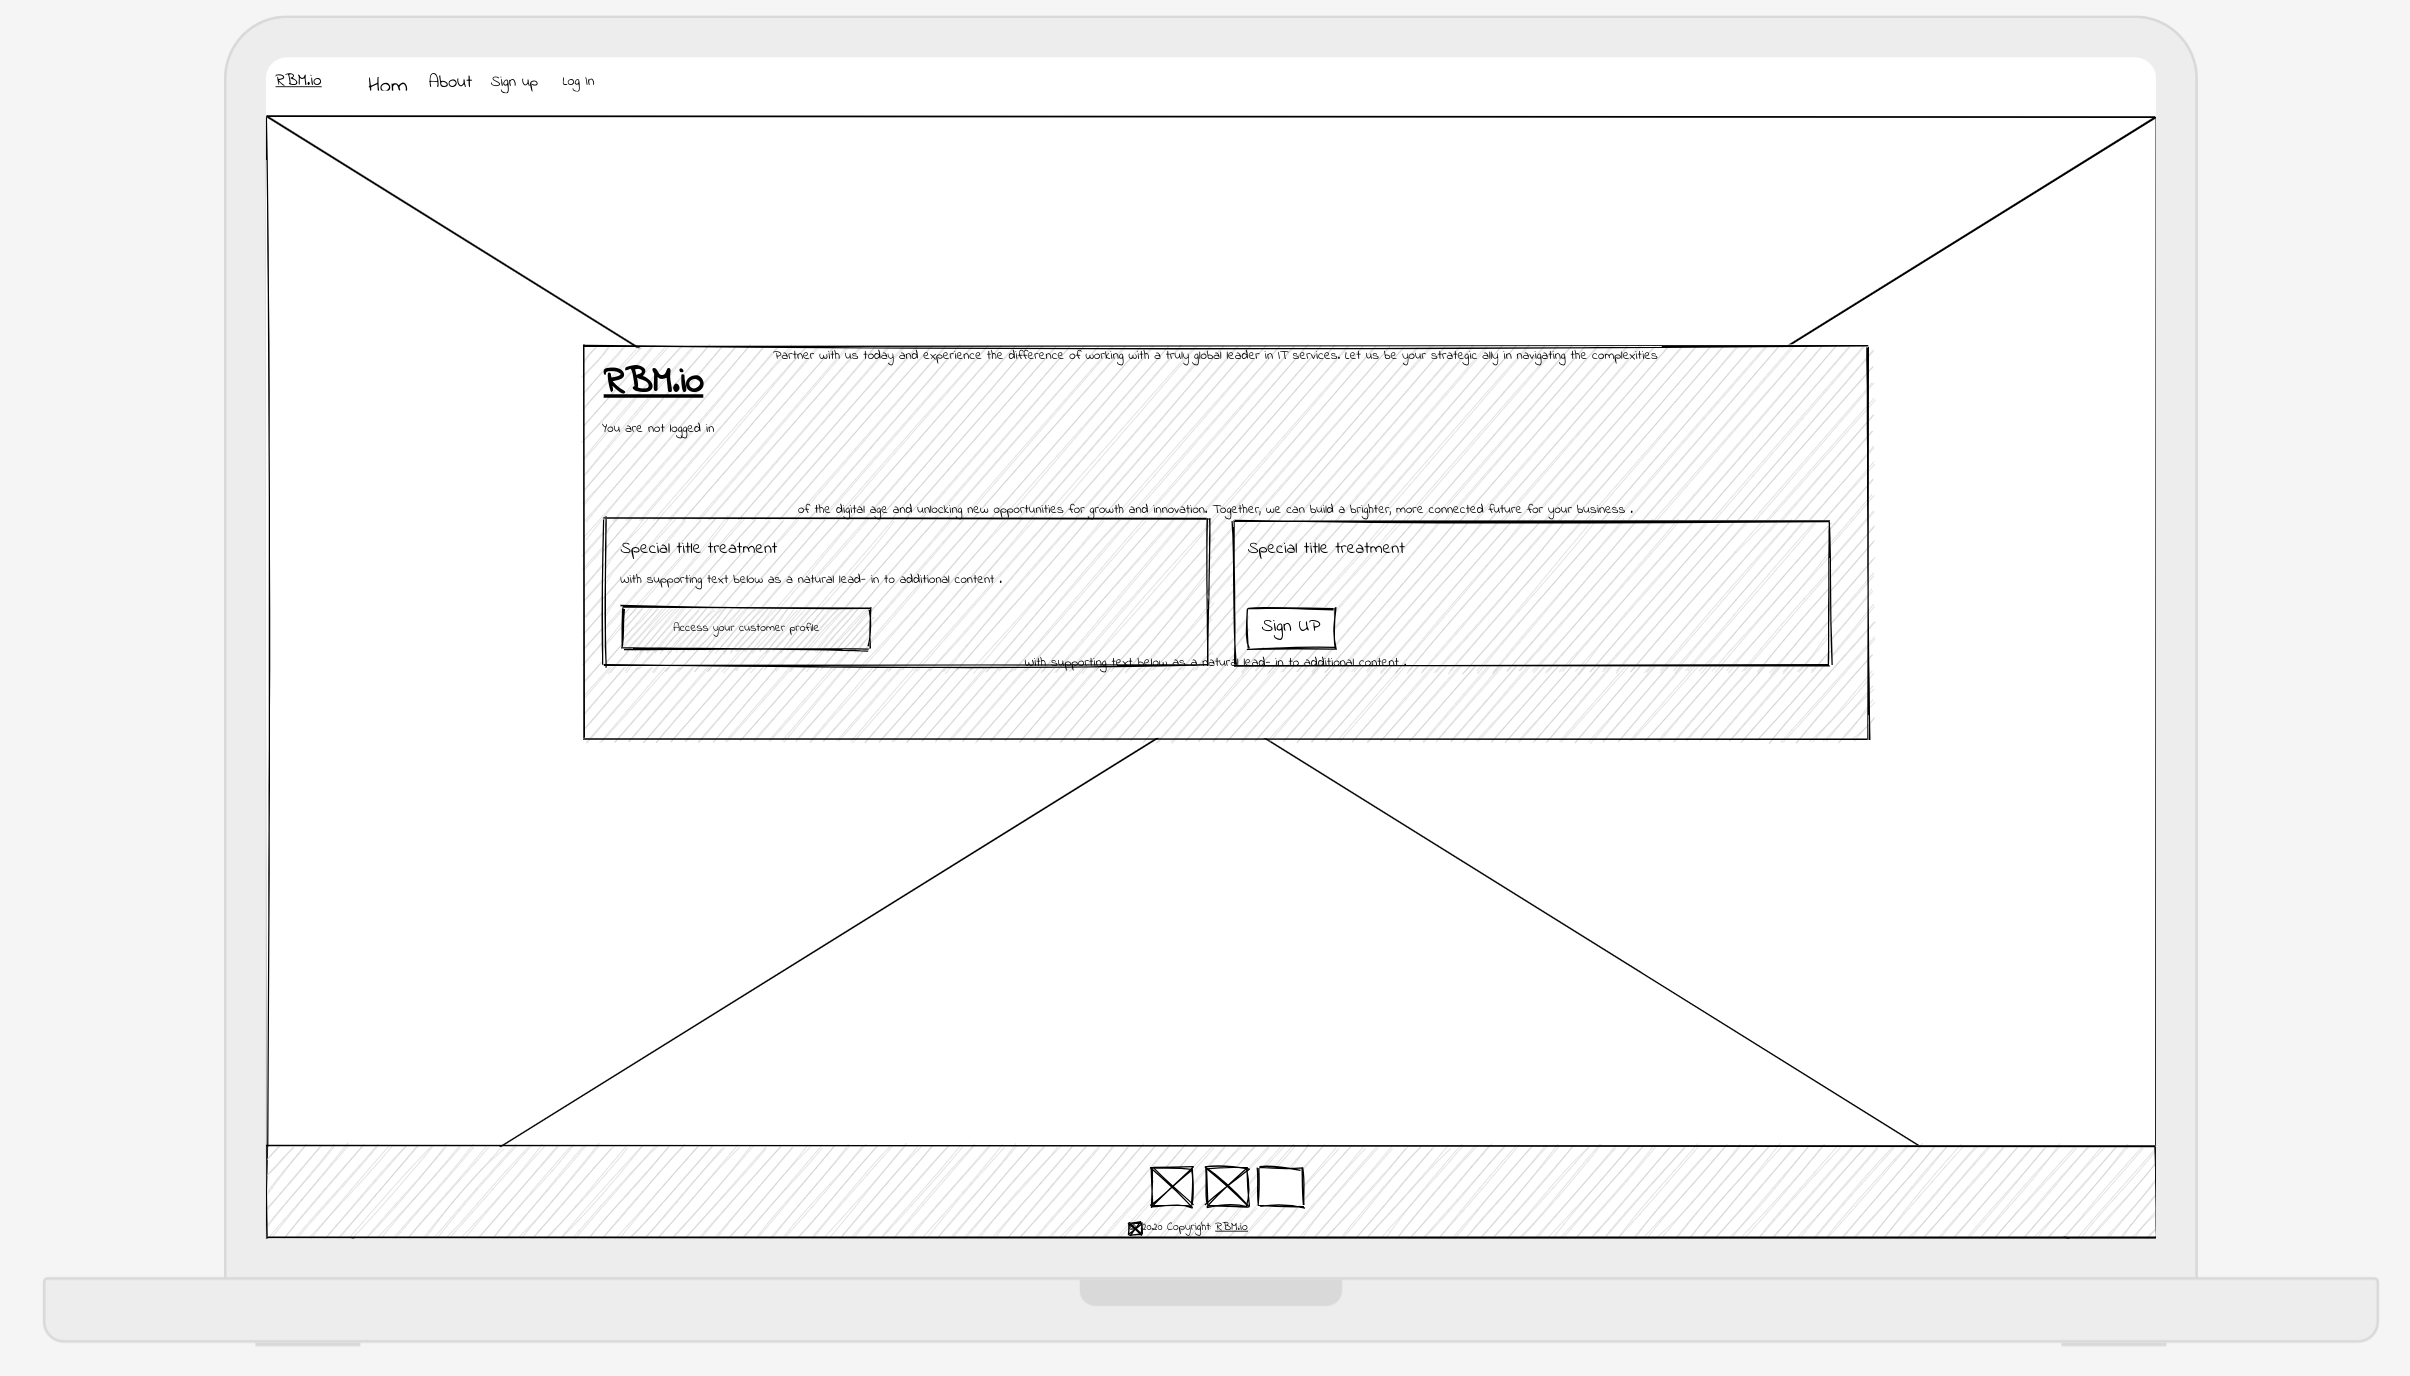 RBM.io Hom About Sign up Log In
Partner with us today and experience the difference of working with a truly global leader in IT services. Let us be your strategic ally in navigating the complexities
RBM.io
You are not logged in
of the digital age and unlocking new opportunities for growth and innovation. Together, we can build a brighter, more connected future for your business .
Special title treatment
With supporting text below as a natural lead- in to additional content .
Access your customer profile
Special title treatment
Sign UP
With supporting text below as a natural lead- in to additional content .
2020 Copyright: RBM.io